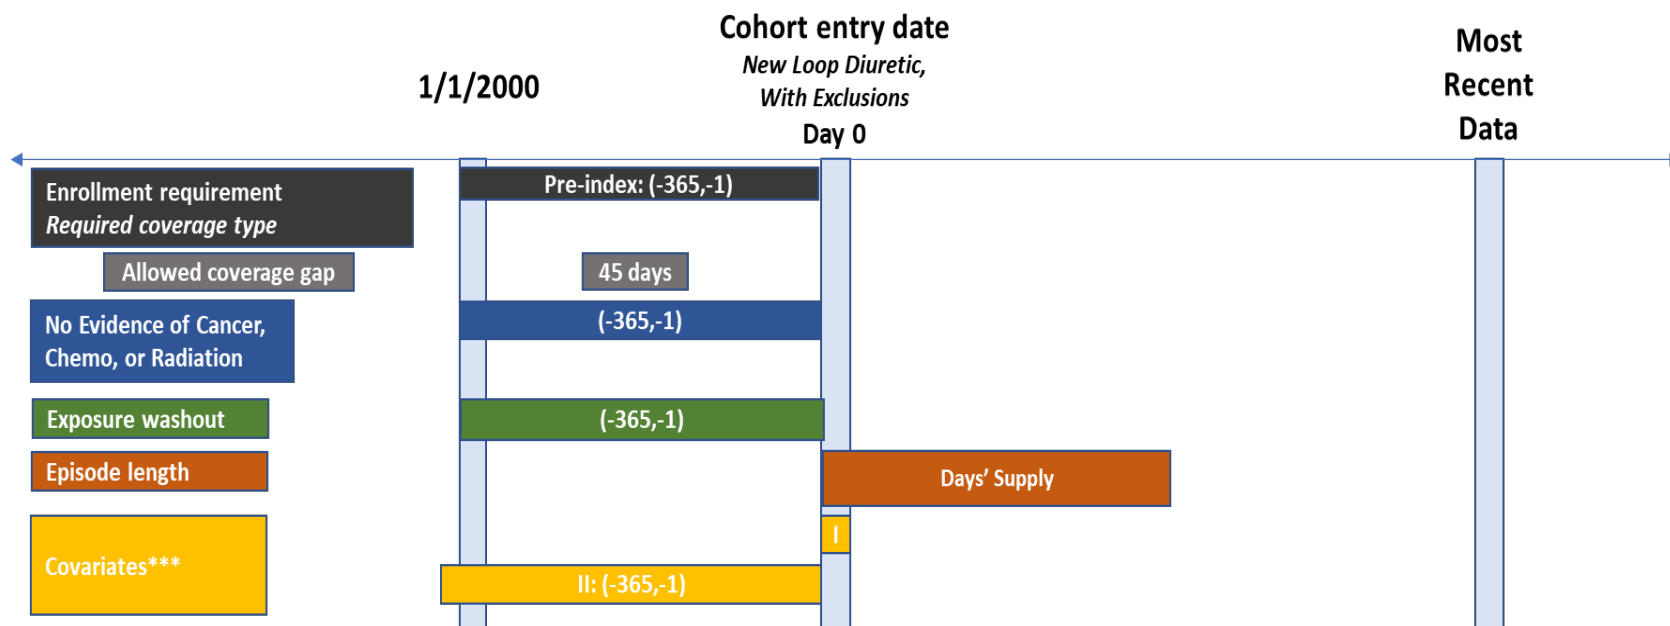 Cohort entry date
New Loop Diuretic,
With Exclusions
Day 0
1/1/2000
Most
Recent
Data
Enrollment requirement
Required coverage type
Pre-index: (-365,-1)
Allowed coverage gap
45 days
No Evidence of Cancer,
Chemo, or Radiation
(-365,-1)
Exposure washout
(-365,-1)
Episode length
Days’ Supply
Covariates***
I
II: (-365,-1)